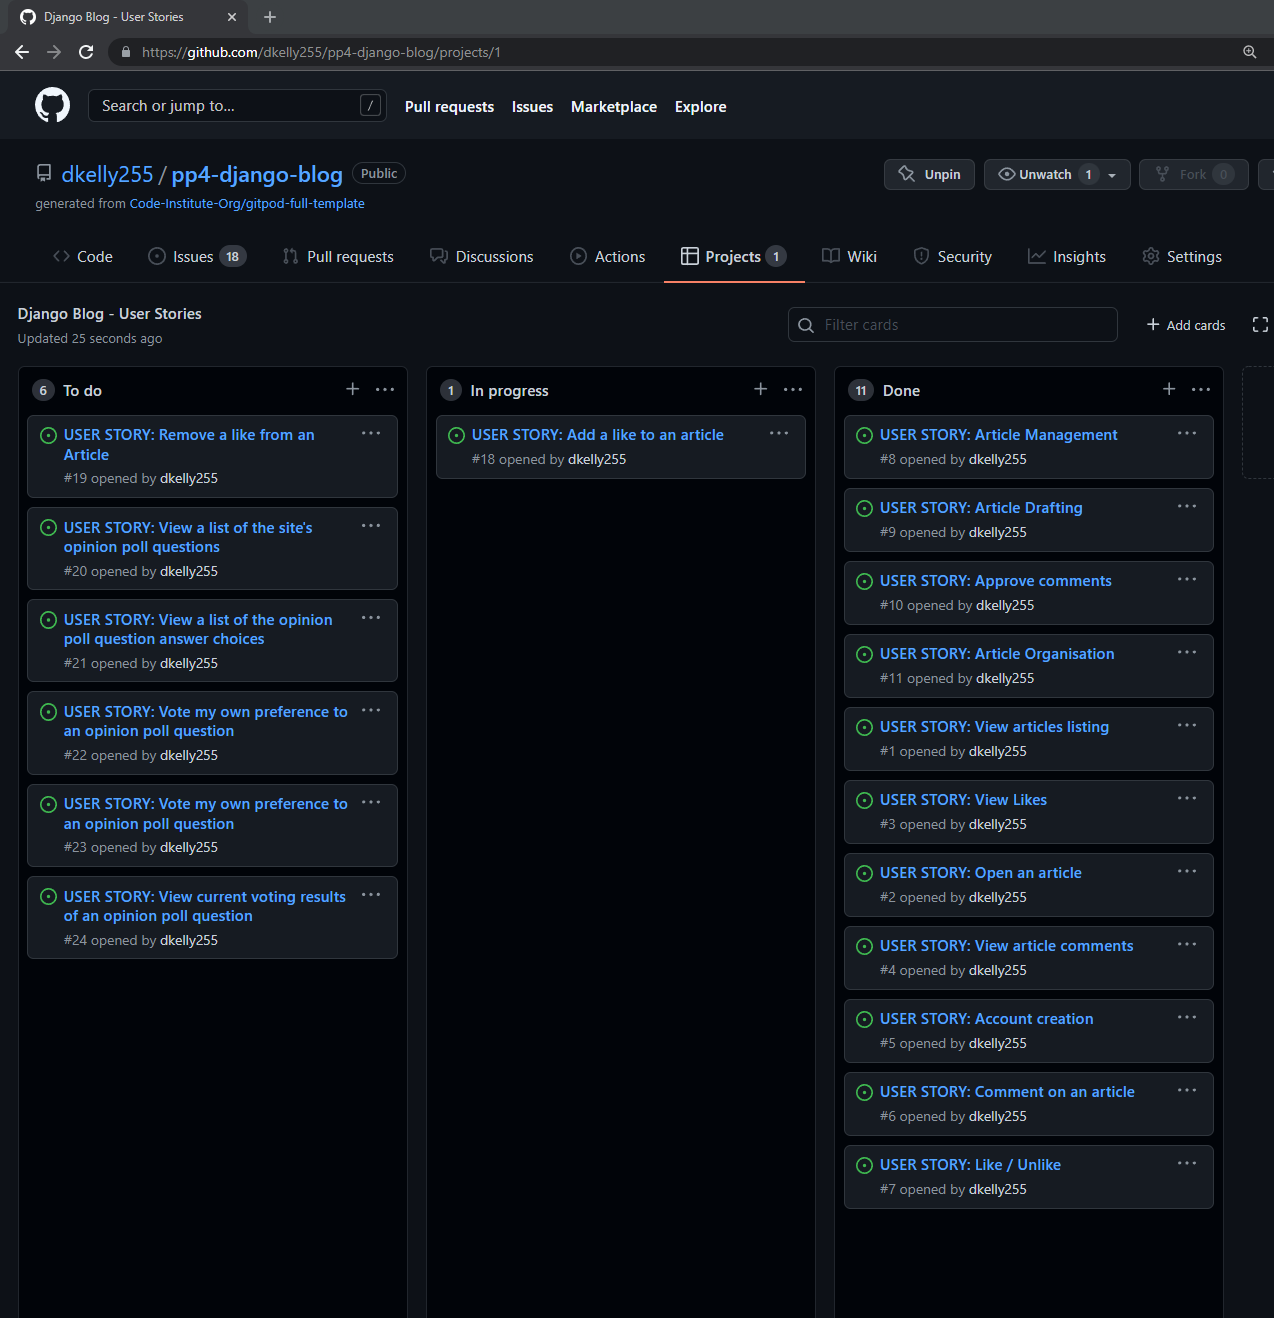 Django Blog - User Stories
https://github.com/dkelly255/pp4-django-blog/projects/1
Search or jump to... /
Pull requests Issues Marketplace Explore
dkelly255 / pp4-django-blog Public
Unpin Unwatch 1 Fork 0
generated from Code-Institute-Org/gitpod-full-template
Code Issues 18 Pull requests Discussions Actions Projects 1 Wiki Security Insights Settings
Django Blog - User Stories
Updated 25 seconds ago
Filter cards
Add cards
6 To do
USER STORY: Remove a like from an
Article
#19 opened by dkelly255
USER STORY: View a list of the site's
opinion poll questions
#20 opened by dkelly255
USER STORY: View a list of the opinion
poll question answer choices
#21 opened by dkelly255
USER STORY: Vote my own preference to
an opinion poll question
#22 opened by dkelly255
USER STORY: Vote my own preference to
an opinion poll question
#23 opened by dkelly255
USER STORY: View current voting results
of an opinion poll question
#24 opened by dkelly255
1 In progress
USER STORY: Add a like to an article
#18 opened by dkelly255
11 Done
USER STORY: Article Management
#8 opened by dkelly255
USER STORY: Article Drafting
#9 opened by dkelly255
USER STORY: Approve comments
#10 opened by dkelly255
USER STORY: Article Organisation
#11 opened by dkelly255
USER STORY: View articles listing
#1 opened by dkelly255
USER STORY: View Likes
#3 opened by dkelly255
USER STORY: Open an article
#2 opened by dkelly255
USER STORY: View article comments
#4 opened by dkelly255
USER STORY: Account creation
#5 opened by dkelly255
USER STORY: Comment on an article
#6 opened by dkelly255
USER STORY: Like / Unlike
#7 opened by dkelly255